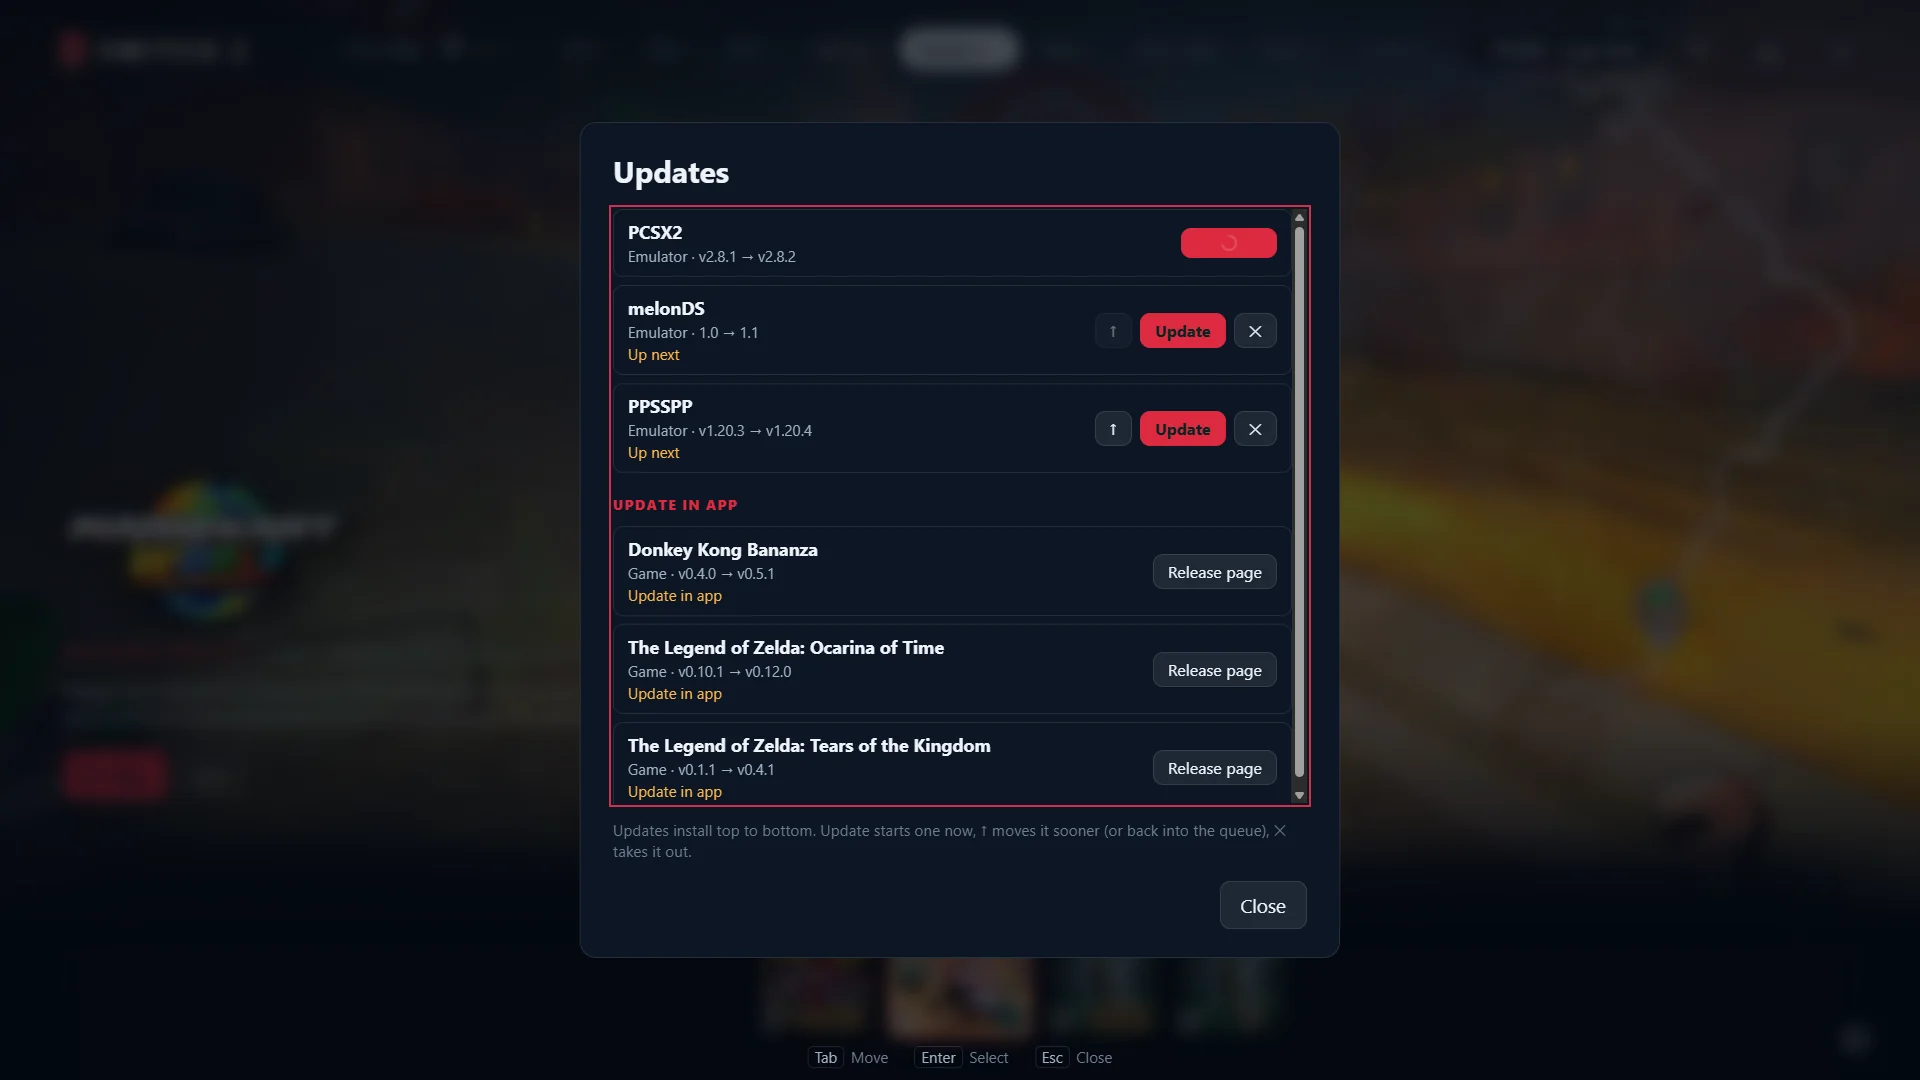 Updates
PCSX2
Emulator · v2.8.1 → v2.8.2
melonDS
Emulator · 1.0 → 1.1
Up next
↑ Update ✕
PPSSPP
Emulator · v1.20.3 → v1.20.4
Up next
↑ Update ✕
UPDATE IN APP
Donkey Kong Bananza
Game · v0.4.0 → v0.5.1
Update in app
Release page
The Legend of Zelda: Ocarina of Time
Game · v0.10.1 → v0.12.0
Update in app
Release page
The Legend of Zelda: Tears of the Kingdom
Game · v0.1.1 → v0.4.1
Update in app
Release page
Updates install top to bottom. Update starts one now, ↑ moves it sooner (or back into the queue), ✕
takes it out.
Close
Tab Move Enter Select Esc Close